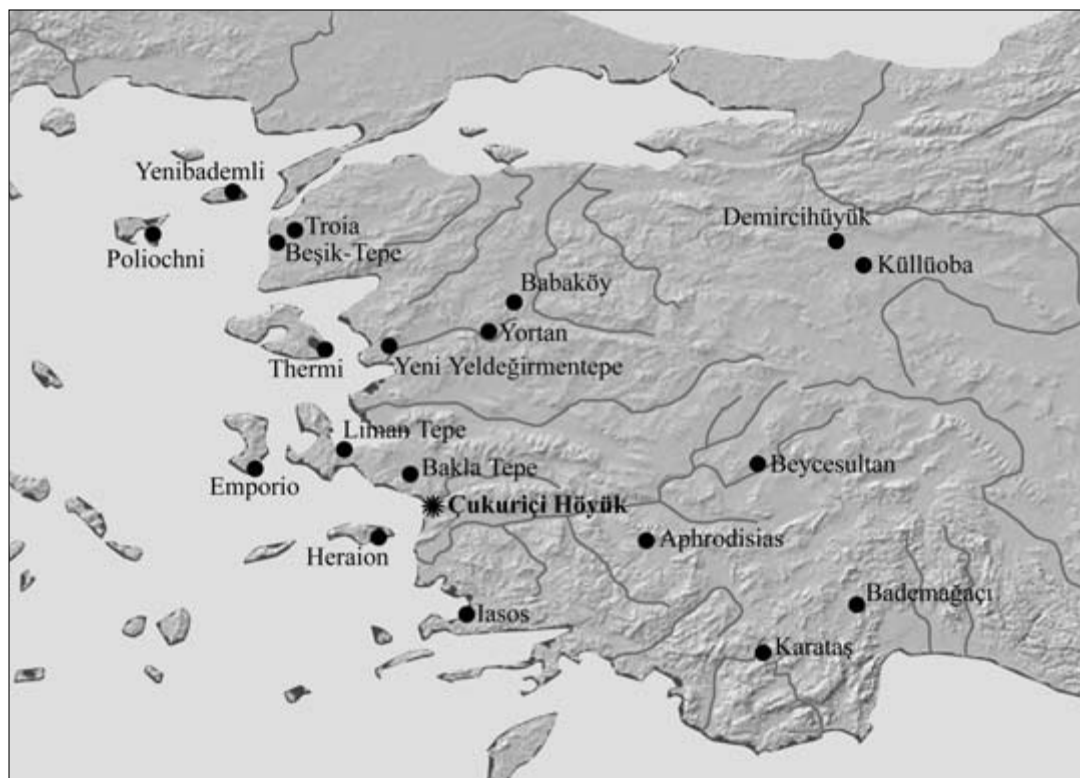 Yenibademli
Poliochni
Troia
Beşik-Tepe
Demircihüyük
Küllüoba
Babaköy
Yortan
Thermi
Yeni Yeldeğirmentepe
Liman Tepe
Bakla Tepe
Emporio
Beycesultan
Çukuriçi Höyük
Heraion
Aphrodisias
Bademağaçı
Iasos
Karataş